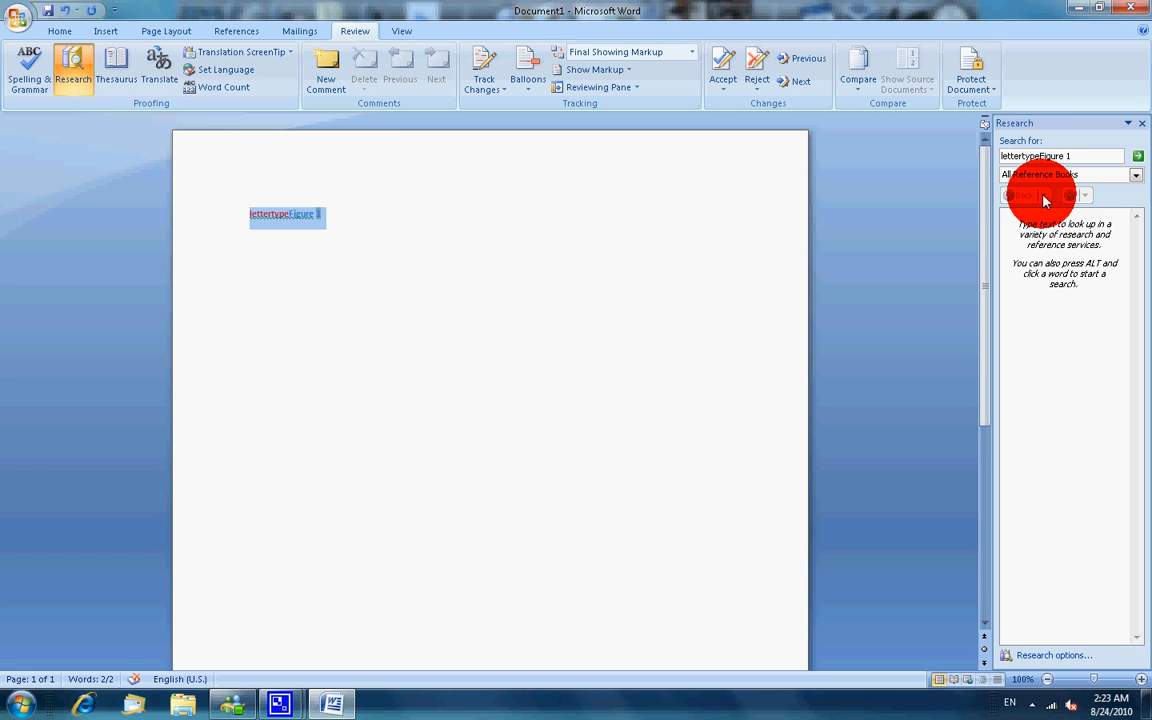 Document1 - Microsoft Word
Home Insert Page Layout References Mailings Review View
Spelling & Grammar
Research
Thesaurus
Translate
Translation ScreenTip
Set Language
Word Count
Proofing
New Comment
Delete
Previous
Next
Comments
Track Changes
Balloons
Final Showing Markup
Show Markup
Reviewing Pane
Tracking
Accept
Reject
Previous
Next
Changes
Compare
Show Source Documents
Compare
Protect Document
Protect
lettertypeFigure 1
Research
Search for:
lettertypeFigure 1
All Reference Books
Back
Type text to look up in a
variety of research and
reference services.
You can also press ALT and
click a word to start a
search.
Research options...
Page: 1 of 1 Words: 2/2 English (U.S.) 100%
EN
2:23 AM
8/24/2010